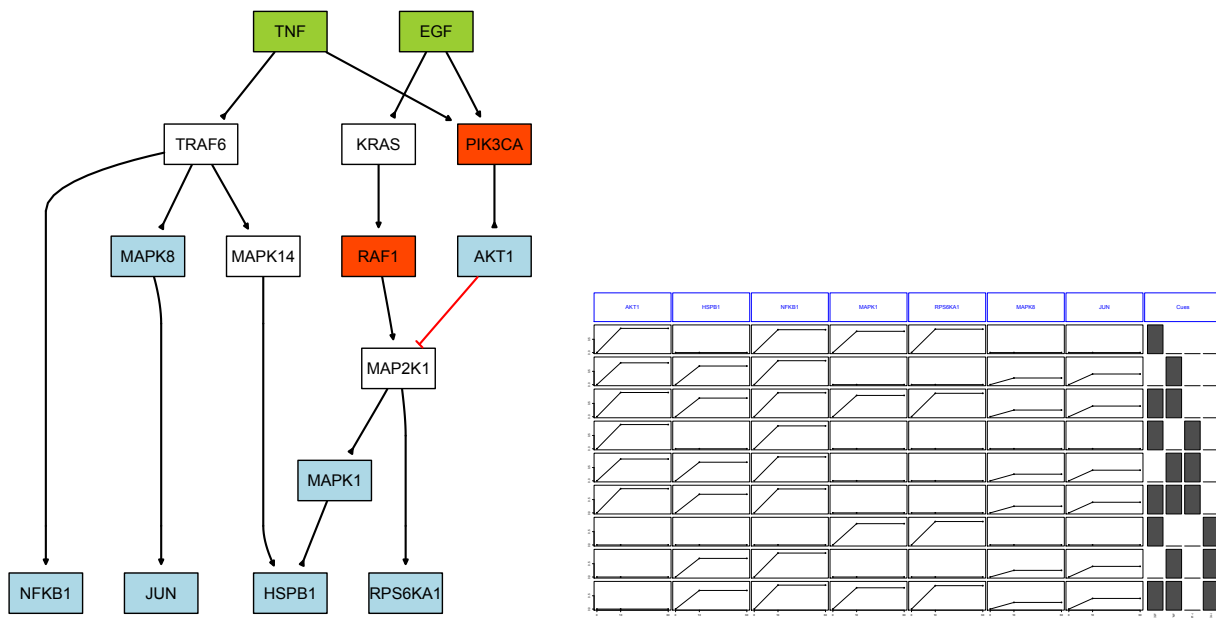 TNF EGF
TRAF6 KRAS PIK3CA
MAPK8 MAPK14 RAF1 AKT1
MAP2K1
MAPK1
NFKB1 JUN HSPB1 RPS6KA1
AKT1 HSPB1 NFKB1 MAPK1 RPS6KA1 MAPK8 JUN Cues